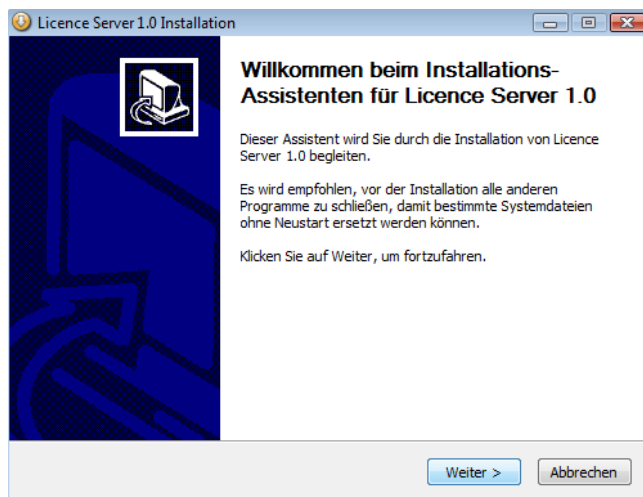 Licence Server 1.0 Installation
Willkommen beim Installations-
Assistenten für Licence Server 1.0
Dieser Assistent wird Sie durch die Installation von Licence
Server 1.0 begleiten.
Es wird empfohlen, vor der Installation alle anderen
Programme zu schließen, damit bestimmte Systemdateien
ohne Neustart ersetzt werden können.
Klicken Sie auf Weiter, um fortzufahren.
Weiter >
Abbrechen